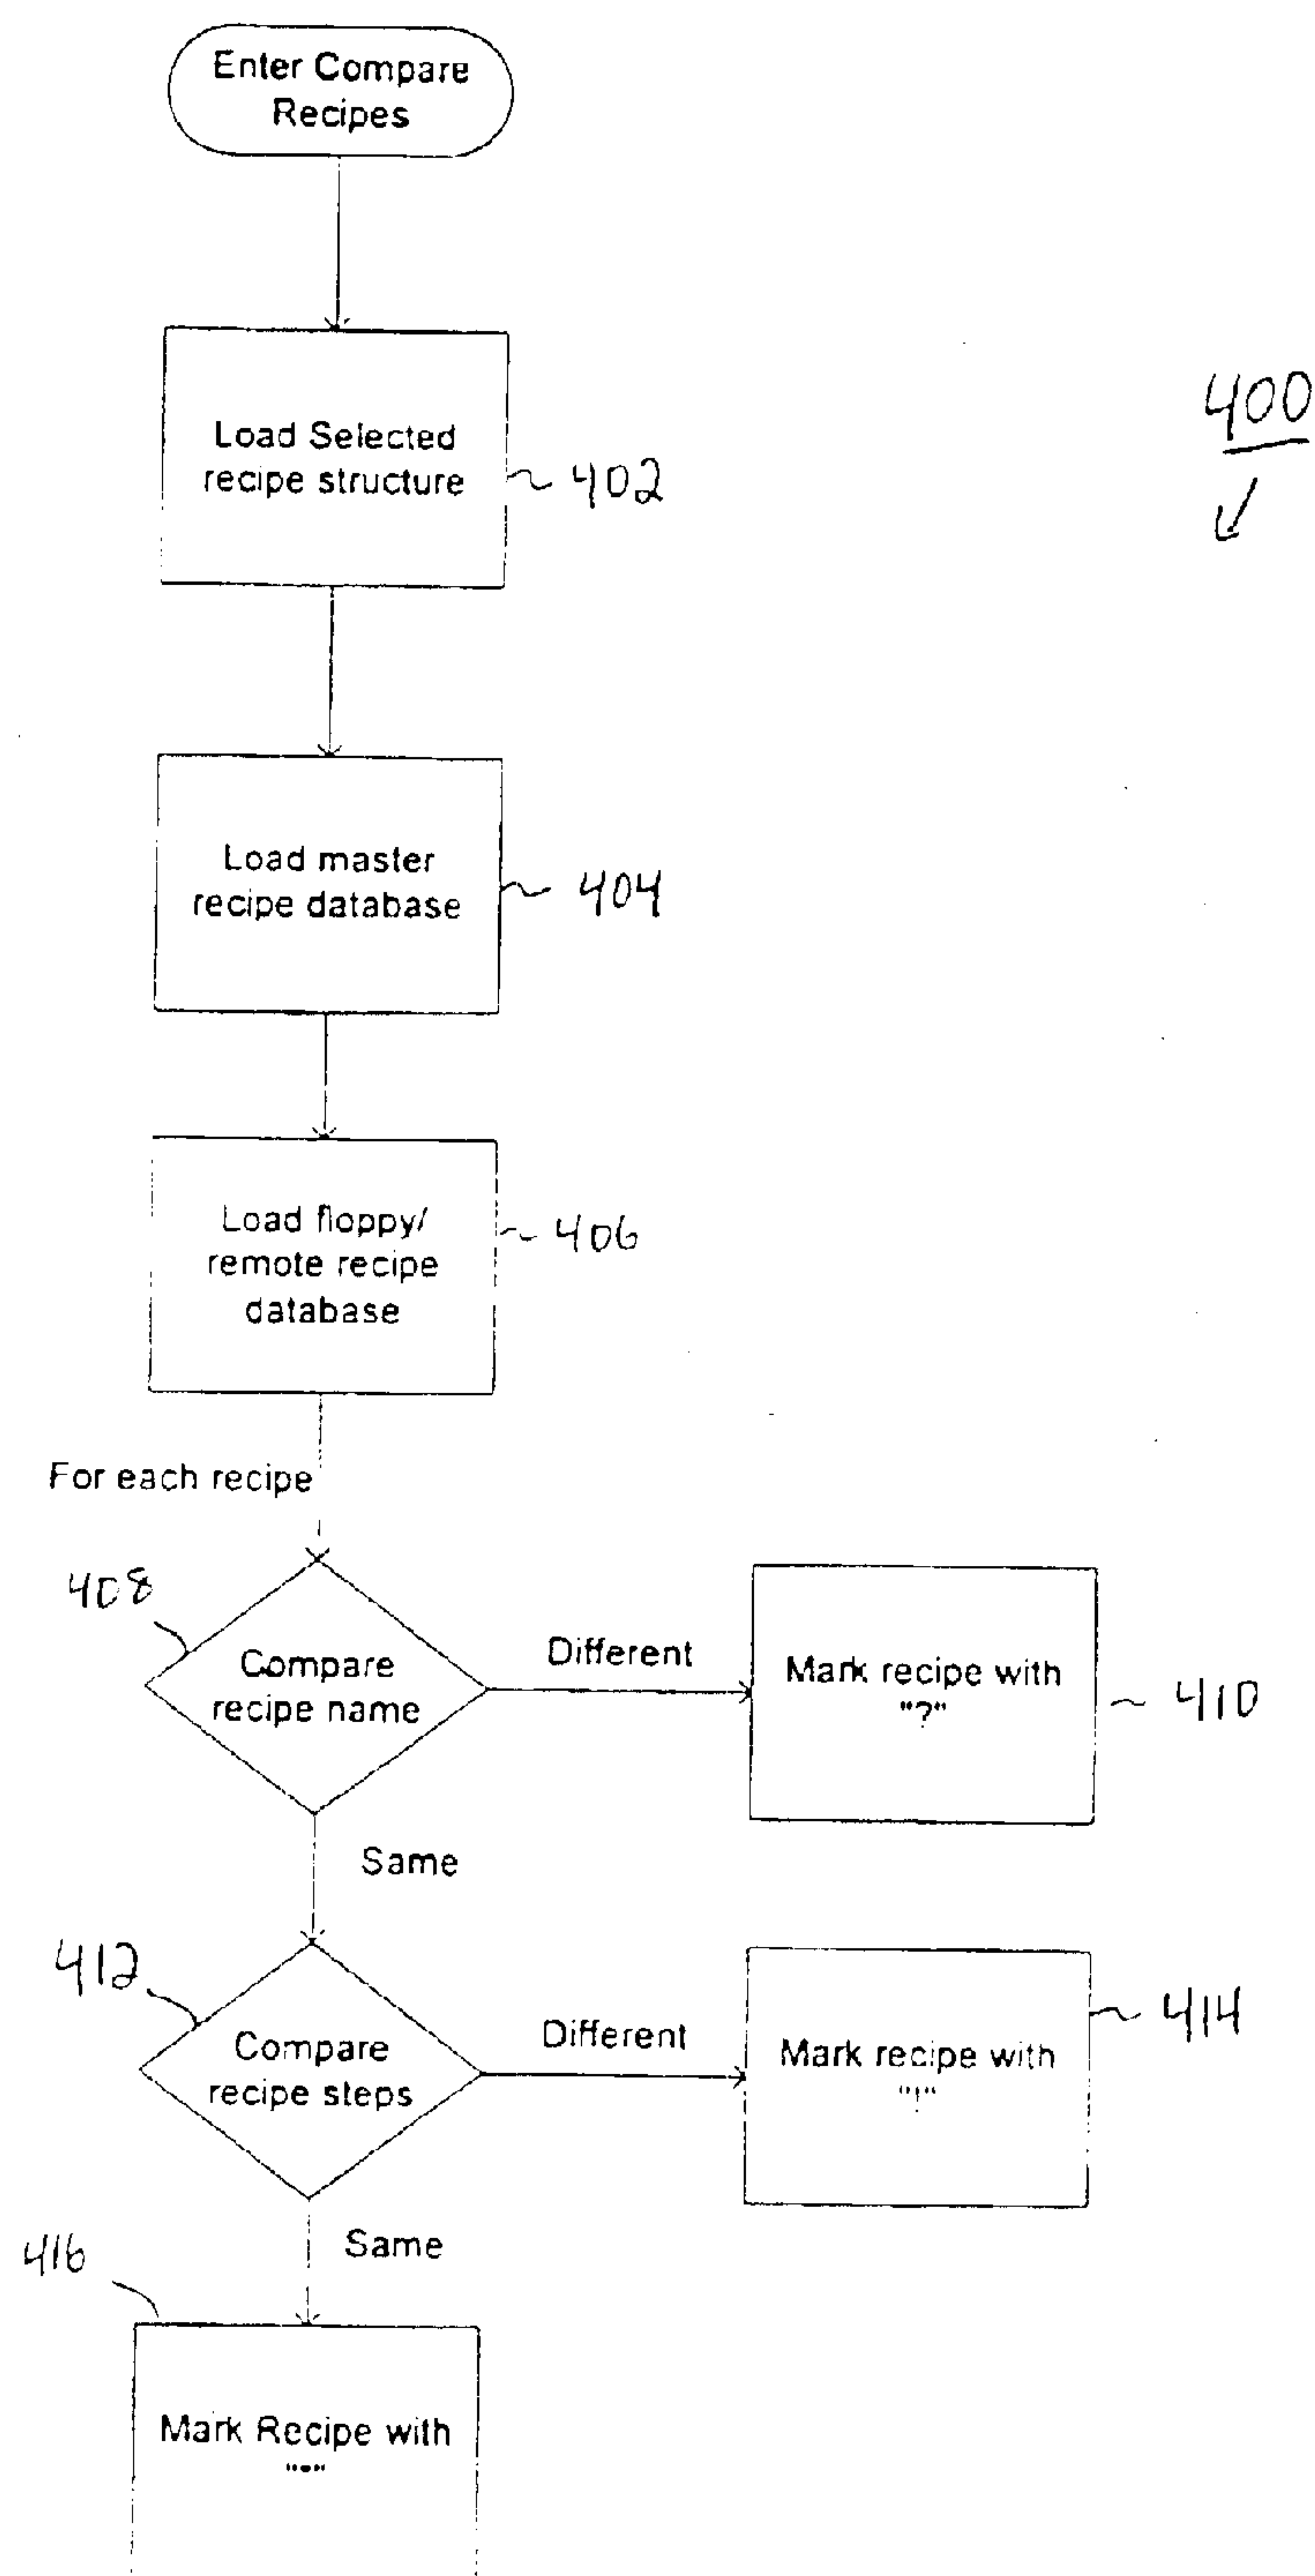 Enter Compare
Recipes
400
Load Selected
recipe structure
402
Load master
recipe database
404
Load floppy/
remote recipe
database
406
For each recipe
408
Compare
recipe name
Different
Mark recipe with
"?"
410
Same
412
Compare
recipe steps
Different
Mark recipe with
"!"
414
Same
416
Mark Recipe with